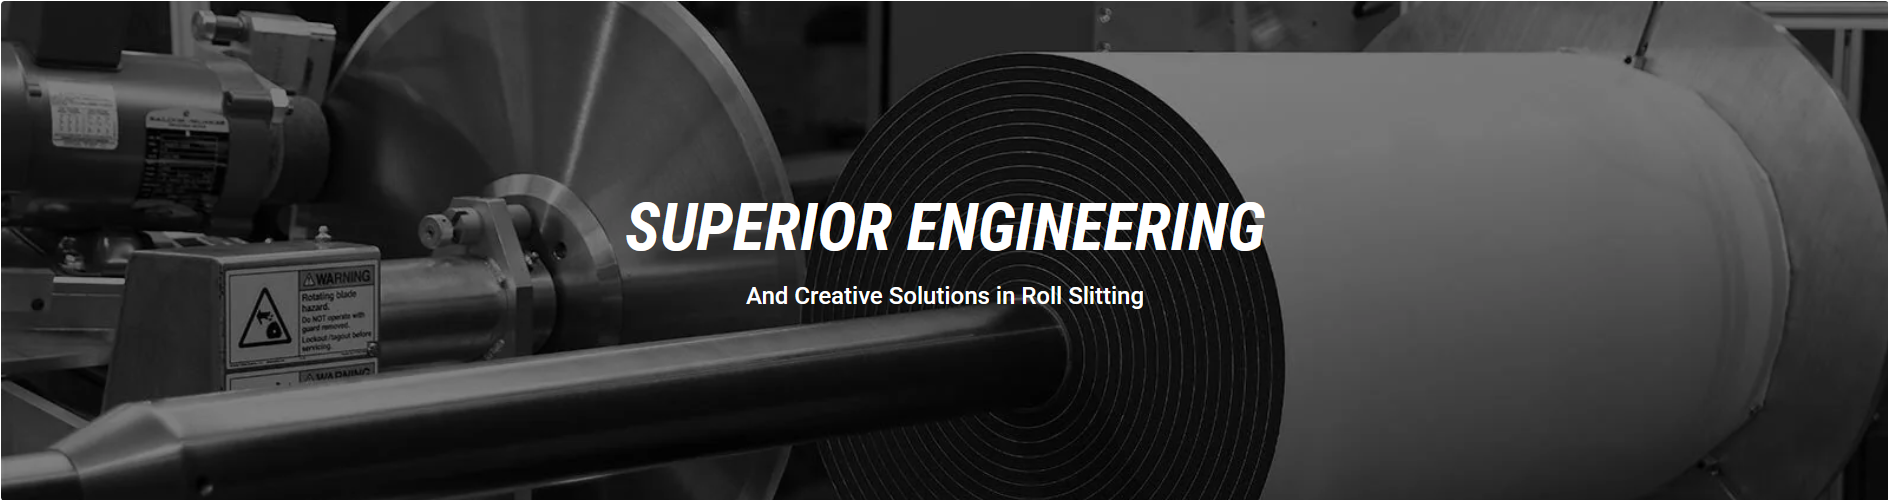 SUPERIOR ENGINEERING
And Creative Solutions in Roll Slitting
WARNING
Rotating blade
hazard.
Do NOT operate with
guard removed.
Lockout/tagout before
servicing.
WARNING